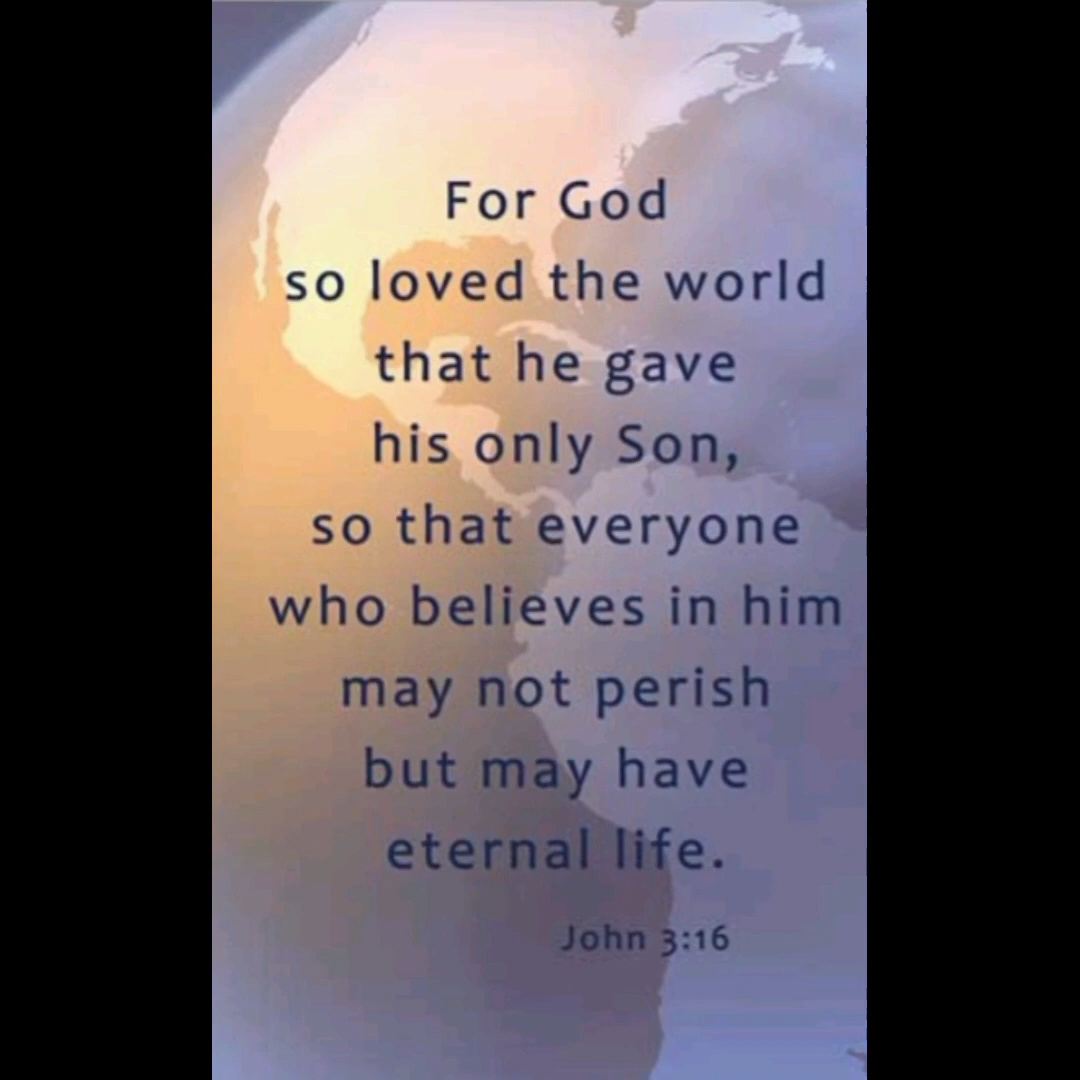 For God
so loved the world
that he gave
his only Son,
so that everyone
who believes in him
may not perish
but may have
eternal life.
John 3:16